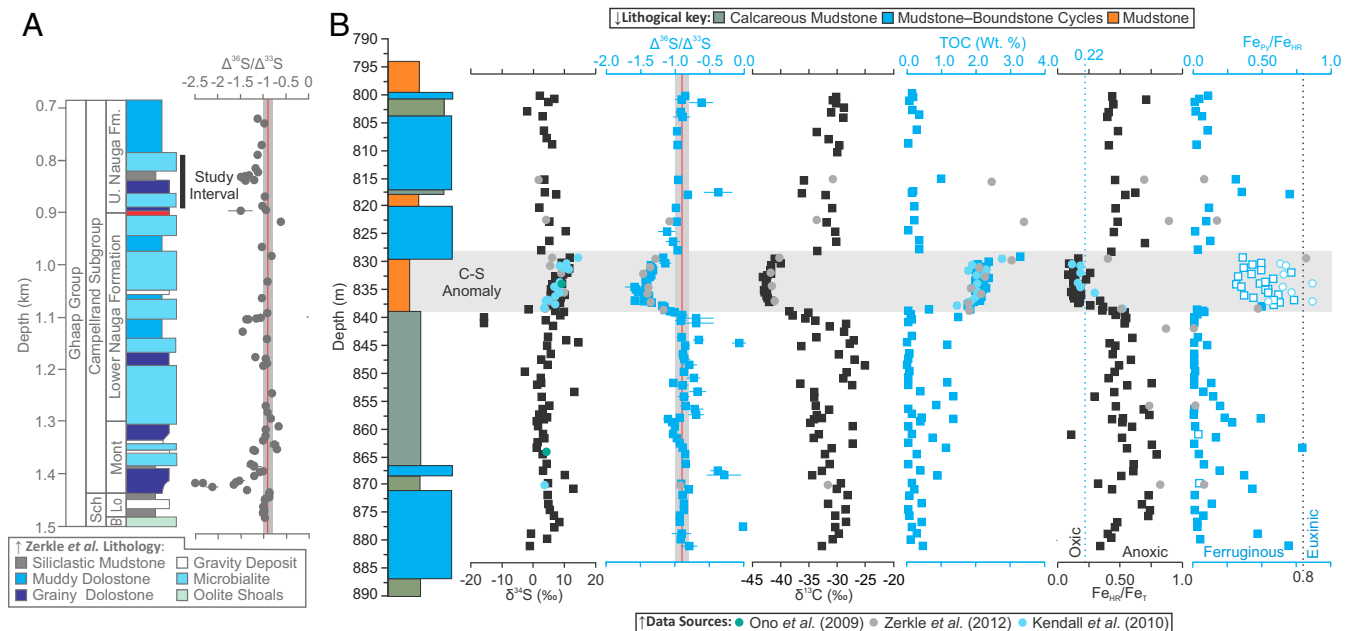 A
Δ³⁶S/Δ³³S
-2.5 -2.0 -1.5 -1.0 -0.5 0
0.7
0.8
0.9
1.0
1.1
1.2
1.3
1.4
1.5
Depth (km)
Ghaap Group
Campellrand Subgroup
Sch
U. Nauga Fm.
Lower Nauga Formation
Mont
Lo
B
Study
Interval
↑ Zerkle et al. Lithology:
Siliclastic Mudstone
Muddy Dolostone
Grainy Dolostone
Gravity Deposit
Microbialite
Oolite Shoals
B
↓Lithogical key: Calcareous Mudstone Mudstone–Boundstone Cycles Mudstone
Depth (m)
790
795
800
805
810
815
820
825
830
835
840
845
850
855
860
865
870
875
880
885
890
C-S
Anomaly
-20 -10 0 10 20
δ³⁴S (‰)
Δ³⁶S/Δ³³S
-2.0 -1.5 -1.0 -0.5 0.0
-45 -40 -35 -30 -25 -20
δ¹³C (‰)
TOC (Wt. %)
0.0 1.0 2.0 3.0 4.0
0.22
Oxic
Anoxic
0.0 0.50 1.0
Fe_HR/Fe_T
Fe_Py/Fe_HR
0.0 0.50 1.0
Ferruginous
Euxinic
0.8
↑Data Sources: Ono et al. (2009) Zerkle et al. (2012) Kendall et al. (2010)